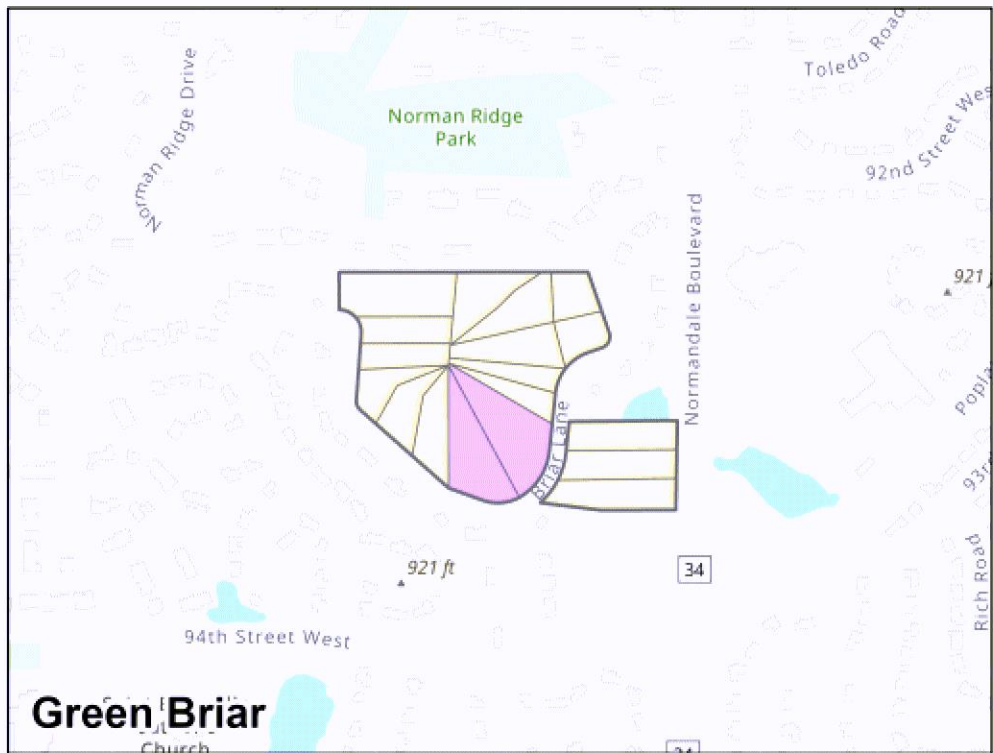 Toledo Road
Norman Ridge Drive
Norman Ridge
Park
92nd Street
Normandale Boulevard
921
Briar Lane
921 ft
34
Rich Road
94th Street West
Green Briar
Church